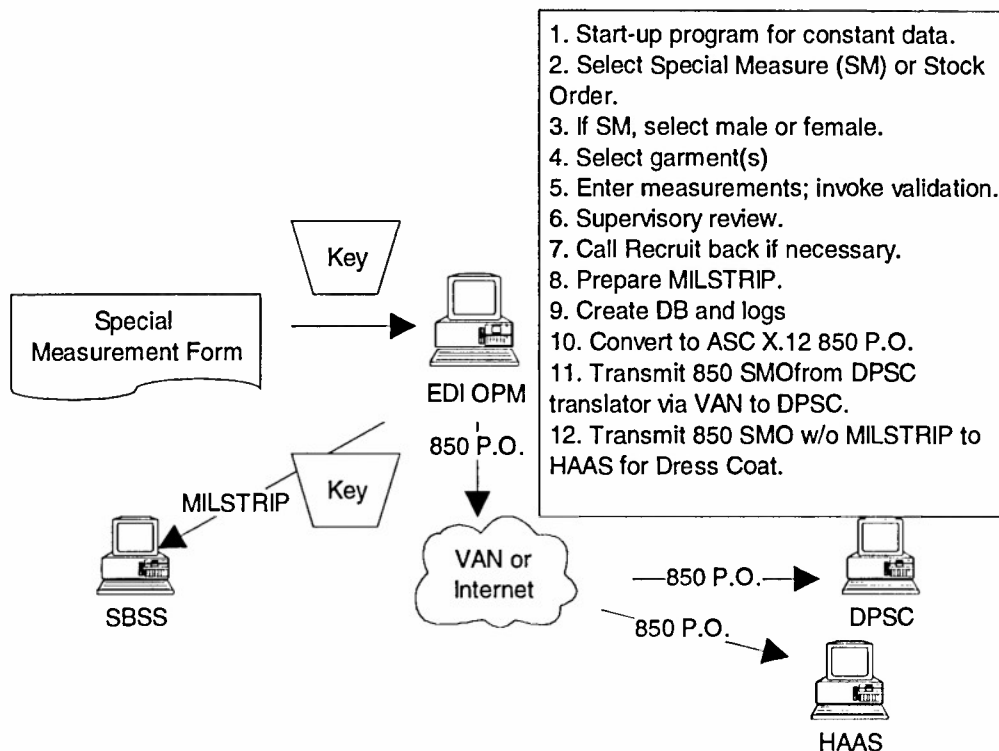 1. Start-up program for constant data.
2. Select Special Measure (SM) or Stock
Order.
3. If SM, select male or female.
4. Select garment(s)
5. Enter measurements; invoke validation.
6. Supervisory review.
7. Call Recruit back if necessary.
8. Prepare MILSTRIP.
9. Create DB and logs
10. Convert to ASC X.12 850 P.O.
11. Transmit 850 SMOfrom DPSC
translator via VAN to DPSC.
12. Transmit 850 SMO w/o MILSTRIP to
HAAS for Dress Coat.
Key
Special
Measurement Form
EDI OPM
850 P.O.
Key
MILSTRIP
SBSS
VAN or
Internet
850 P.O.
DPSC
850 P.O.
HAAS